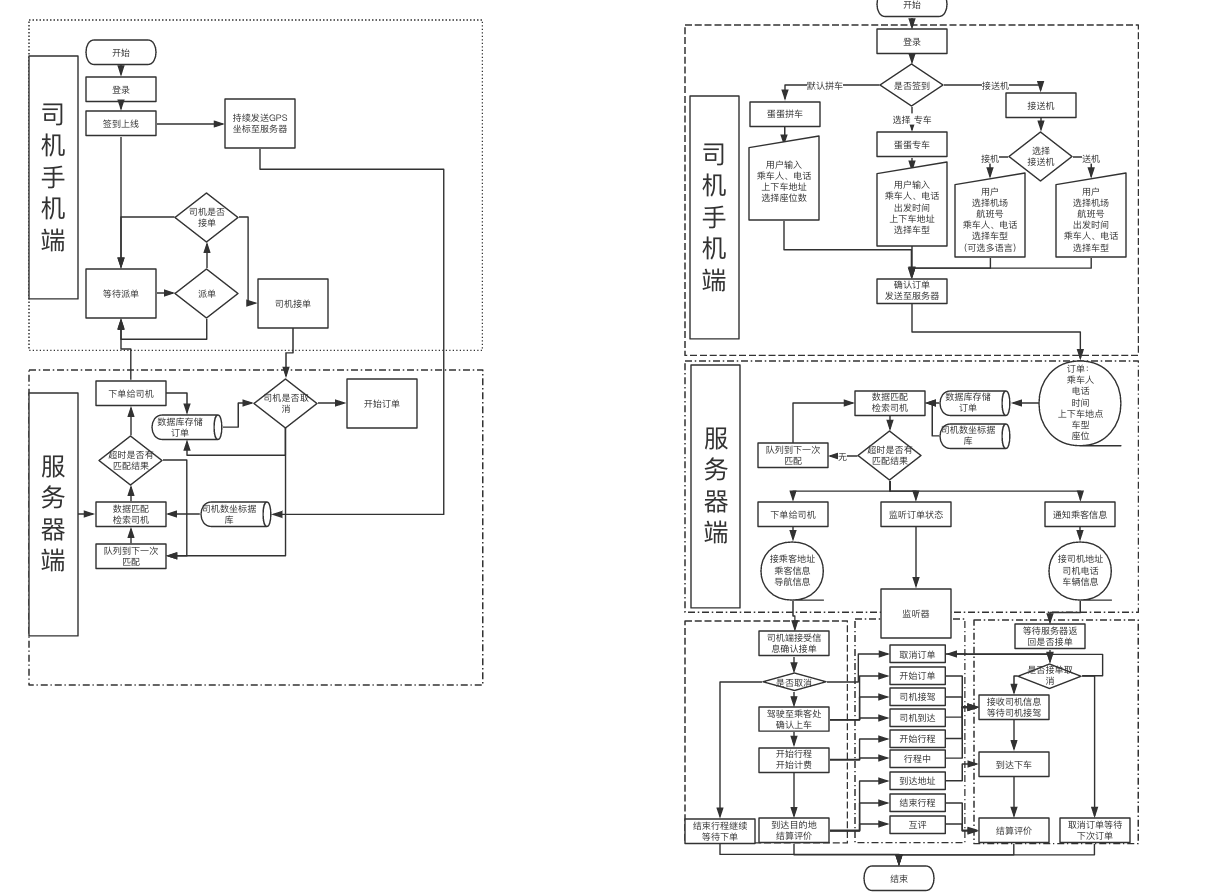 开始
登录
签到上线
持续发送GPS
坐标至服务器
司
机
手
机
端
司机是否
接单
等待派单
派单
司机接单
下单给司机
数据库存储
订单
司机是否取
消
开始订单
服
务
器
端
超时是否有
匹配结果
数据匹配
检索司机
司机数坐标据
库
队列到下一次
匹配
开始
登录
默认拼车
是否签到
接送机
蛋蛋拼车
接送机
选择 专车
司
机
手
机
端
蛋蛋专车
选择
接送机
接机
送机
用户输入
乘车人、电话
上下车地址
选择座位数
用户输入
乘车人、电话
出发时间
上下车地址
选择车型
用户
选择机场
航班号
乘车人、电话
选择车型
(可选多语言)
用户
选择机场
航班号
出发时间
乘车人、电话
选择车型
确认订单
发送至服务器
订单：
乘车人
电话
时间
上下车地点
车型
座位
数据匹配
检索司机
数据库存储
订单
司机数坐标据
库
服
务
器
端
队列到下一次
匹配
无
超时是否有
匹配结果
下单给司机
监听订单状态
通知乘客信息
接乘客地址
乘客信息
导航信息
接司机地址
司机电话
车辆信息
监听器
司机端接受信
息确认接单
等待服务器返
回是否接单
取消订单
是否取消
开始订单
是否接单取
消
司机接驾
接收司机信息
等待司机接驾
驾驶至乘客处
确认上车
司机到达
开始行程
开始行程
开始计费
行程中
到达下车
到达地址
结束行程
结束行程继续
等待下单
到达目的地
结算评价
互评
结算评价
取消订单等待
下次订单
结束